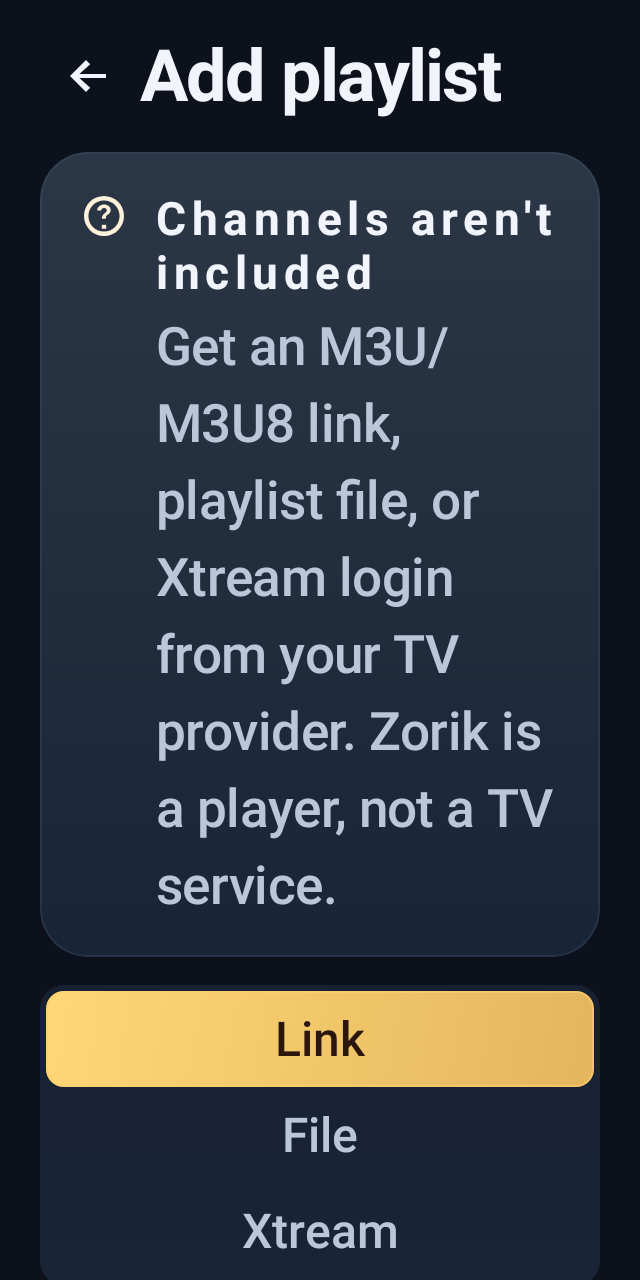 Add playlist
Channels aren't
included
Get an M3U/
M3U8 link,
playlist file, or
Xtream login
from your TV
provider. Zorik is
a player, not a TV
service.
Link
File
Xtream